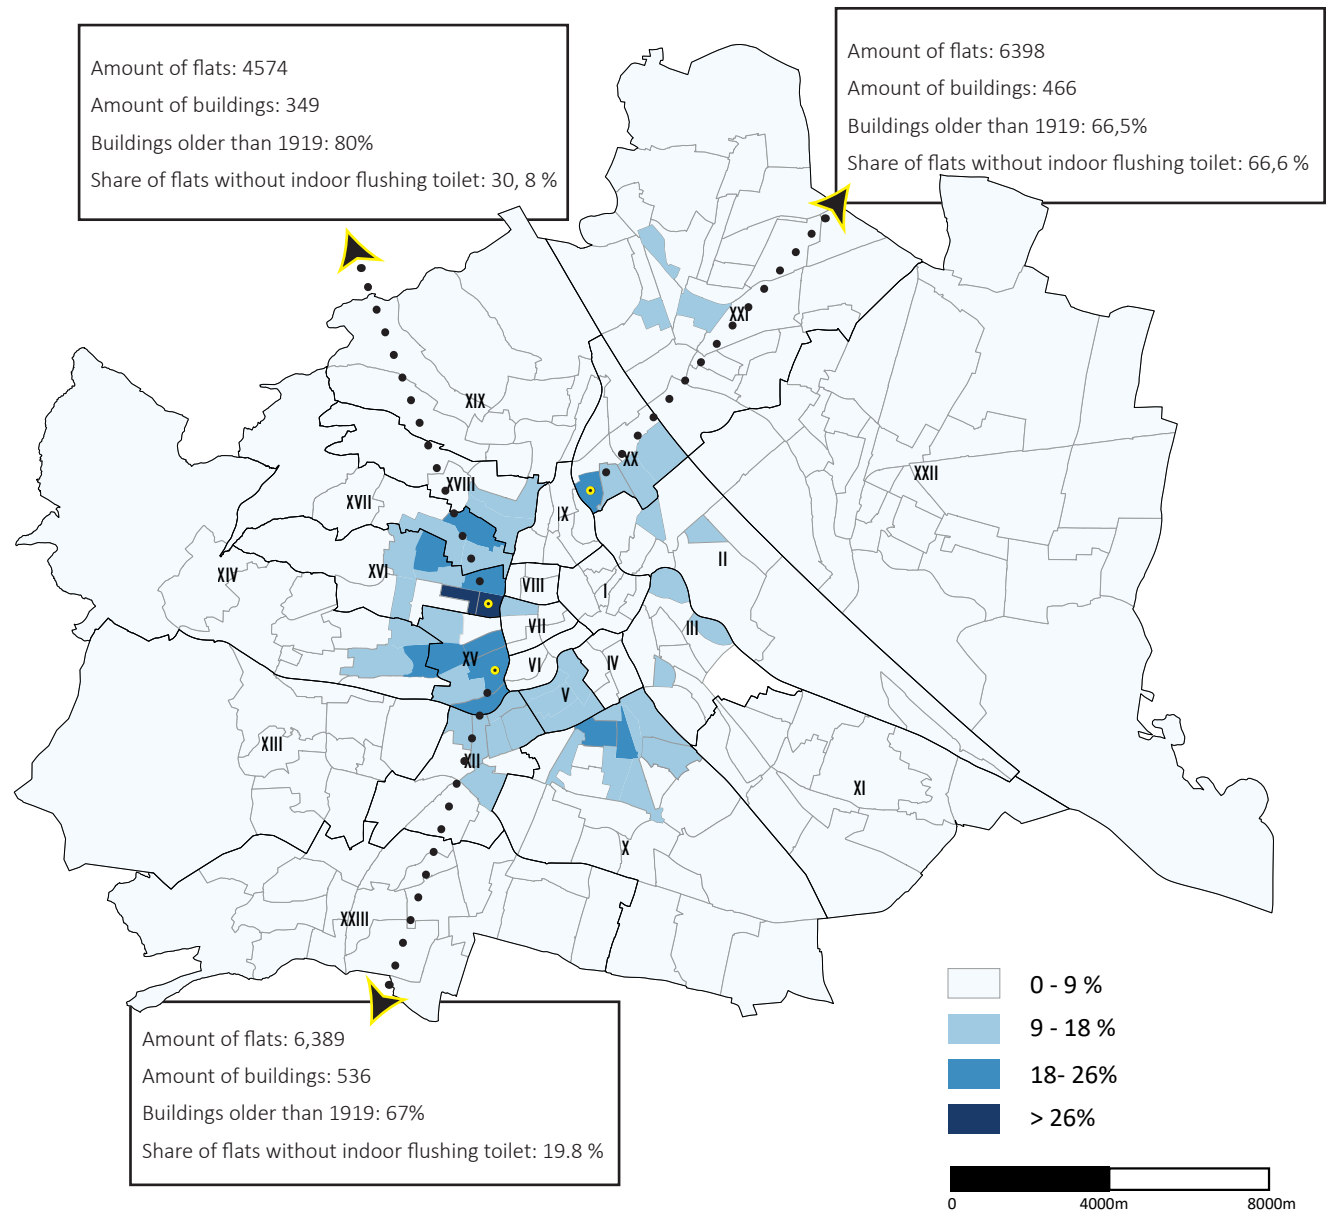 Amount of flats: 4574
Amount of buildings: 349
Buildings older than 1919: 80%
Share of flats without indoor flushing toilet: 30, 8 %
Amount of flats: 6398
Amount of buildings: 466
Buildings older than 1919: 66,5%
Share of flats without indoor flushing toilet: 66,6 %
XXI
XIX
XX
XXII
XVIII
XVII
IX
II
XVI
XIV
VIII
I
VII
III
XV
VI
IV
V
XIII
XII
XI
X
XXIII
Amount of flats: 6,389
Amount of buildings: 536
Buildings older than 1919: 67%
Share of flats without indoor flushing toilet: 19.8 %
0 - 9 %
9 - 18 %
18- 26%
> 26%
0 4000m 8000m